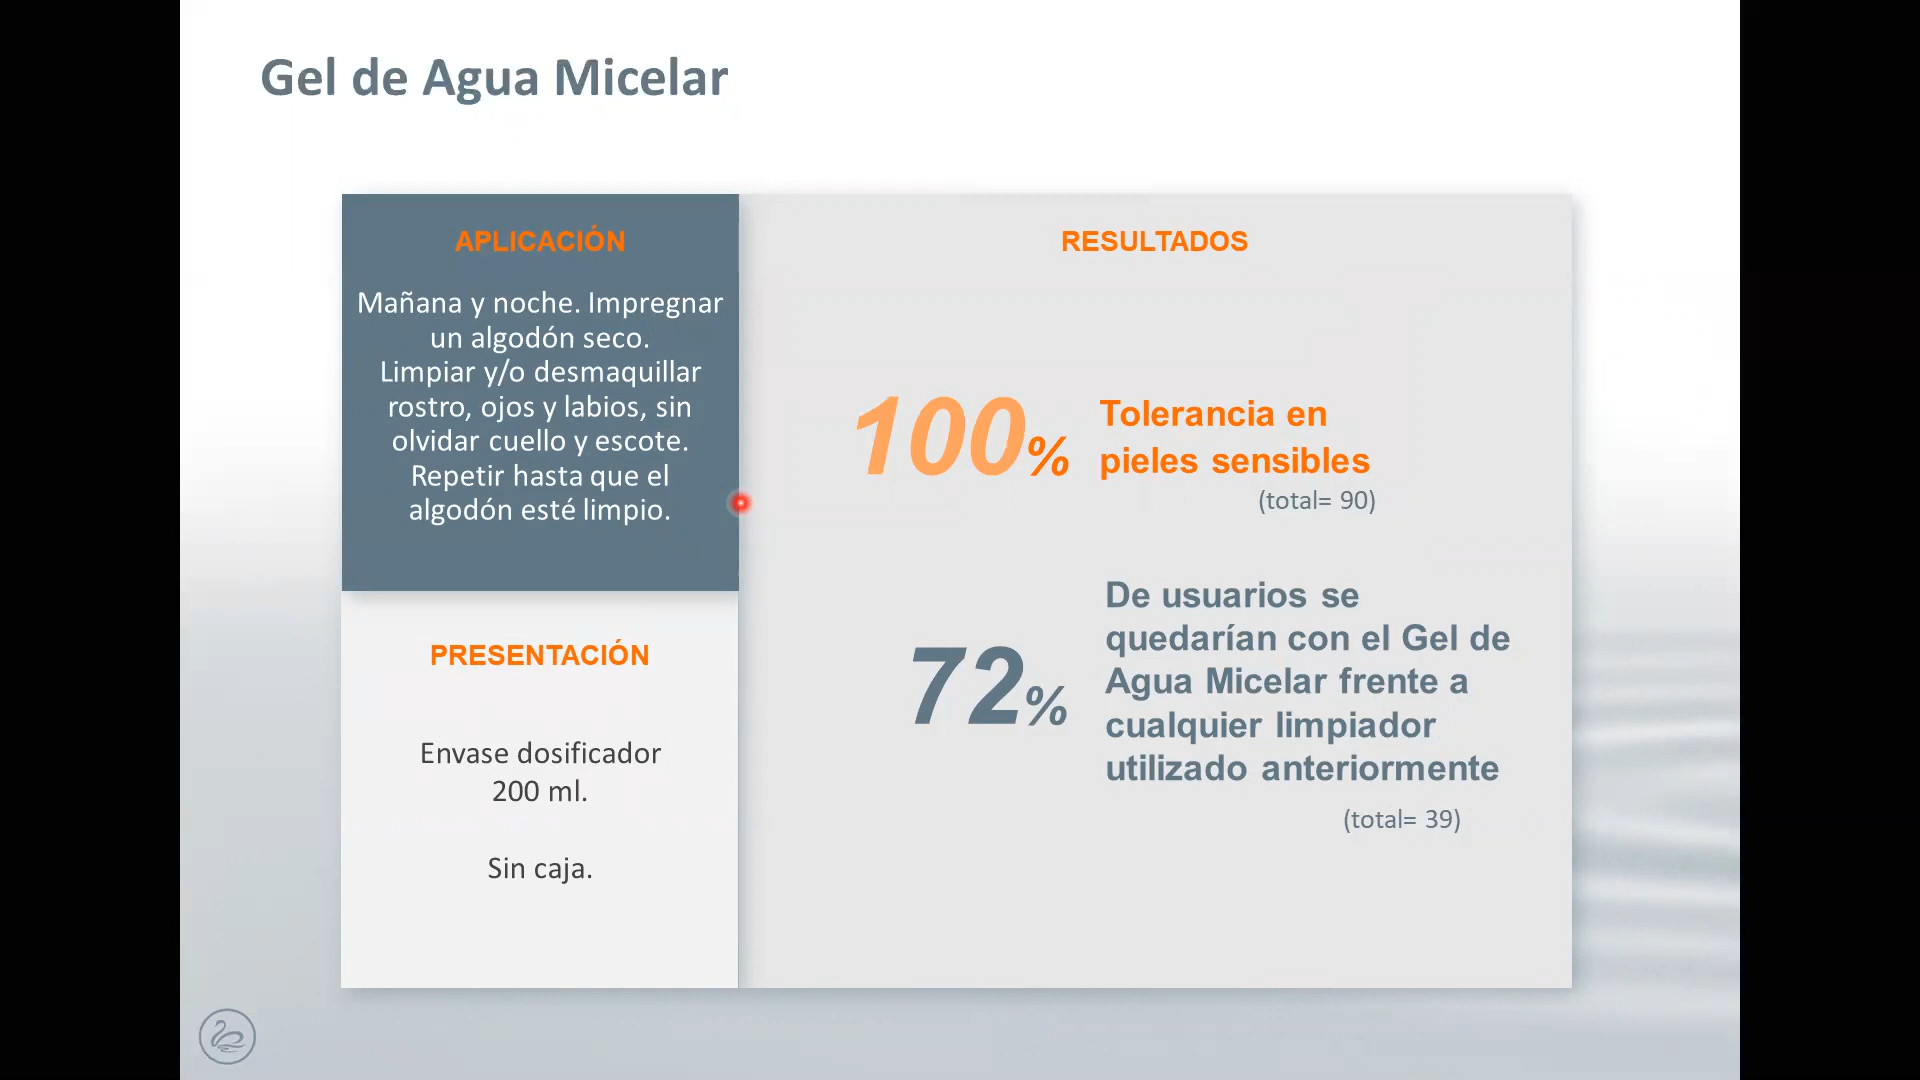 Gel de Agua Micelar
APLICACIÓN
Mañana y noche. Impregnar
un algodón seco.
Limpiar y/o desmaquillar
rostro, ojos y labios, sin
olvidar cuello y escote.
Repetir hasta que el
algodón esté limpio.
PRESENTACIÓN
Envase dosificador
200 ml.
Sin caja.
RESULTADOS
100%
Tolerancia en
pieles sensibles
(total= 90)
72%
De usuarios se
quedarían con el Gel de
Agua Micelar frente a
cualquier limpiador
utilizado anteriormente
(total= 39)